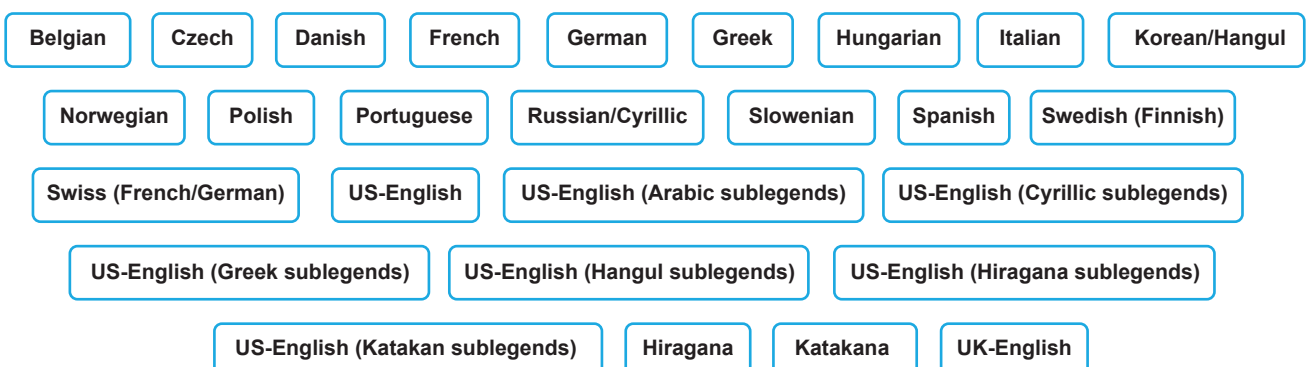 Belgian Czech Danish French German Greek Hungarian Italian Korean/Hangul
Norwegian Polish Portuguese Russian/Cyrillic Slowenian Spanish Swedish (Finnish)
Swiss (French/German) US-English US-English (Arabic sublegends) US-English (Cyrillic sublegends)
US-English (Greek sublegends) US-English (Hangul sublegends) US-English (Hiragana sublegends)
US-English (Katakan sublegends) Hiragana Katakana UK-English